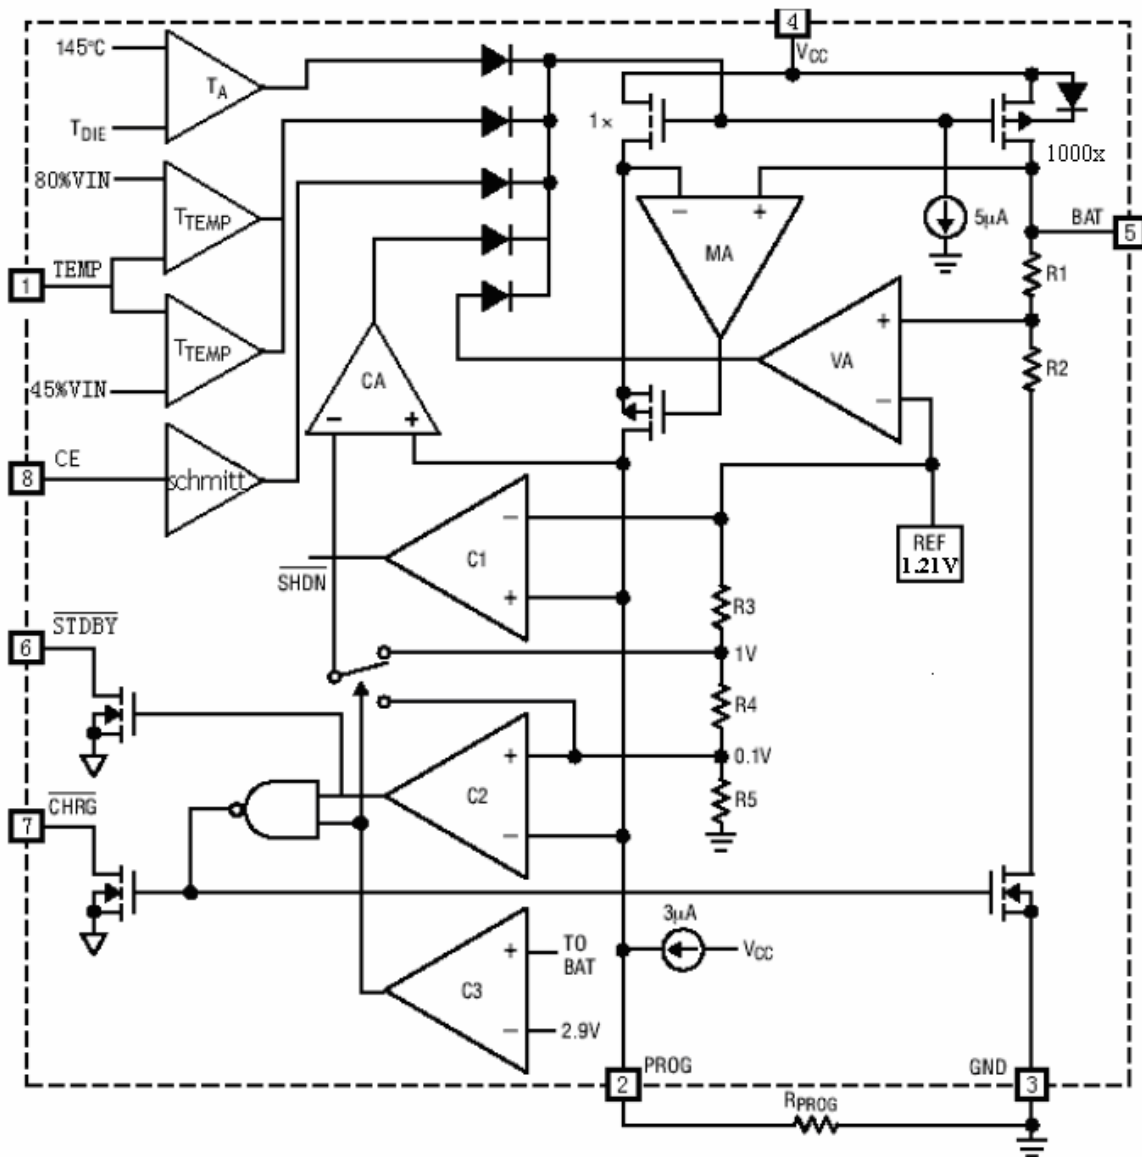 4
VCC
145°C
TA
TDIE
1×
1000x
80%VIN
TTEMP
5μA
BAT
5
− +
MA
1
TEMP
R1
TTEMP
+
VA
R2
45%VIN
CA
− +
−
8
CE
schmitt
−
C1
+
SHDN
REF
1.21V
R3
6
STDBY
1V
R4
+
0.1V
C2
R5
−
7
CHRG
3μA
VCC
+
TO
BAT
C3
−
2.9V
2
PROG
GND
3
RPROG